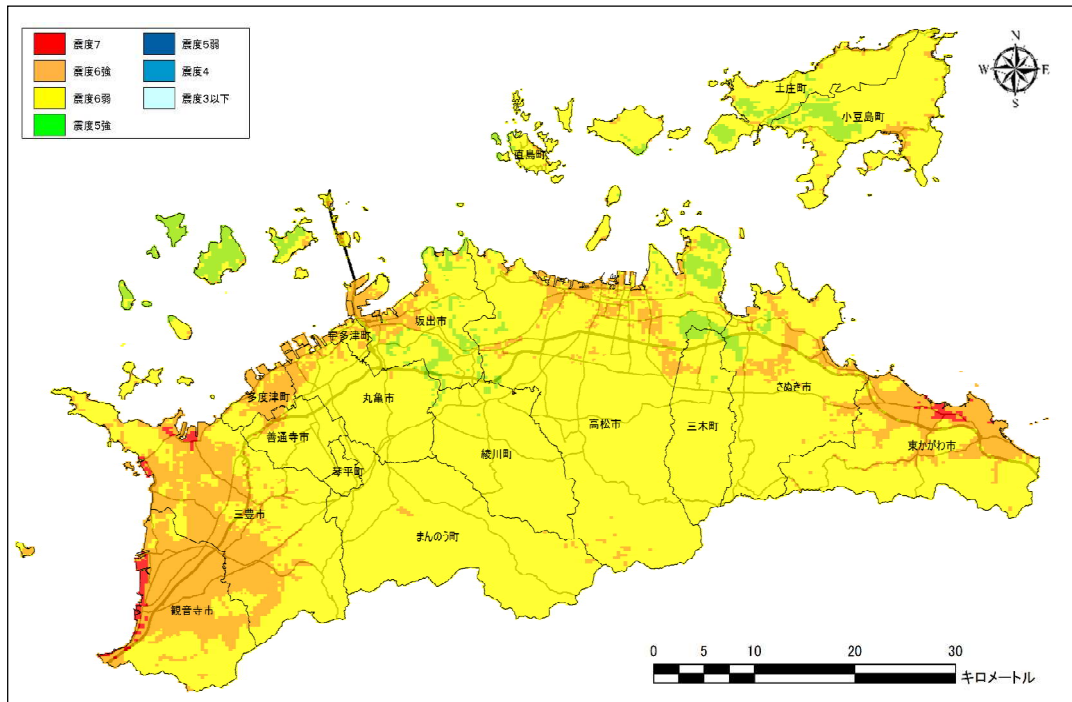 震度7
震度6強
震度6弱
震度5強
震度5弱
震度4
震度3以下
N
W
E
S
土庄町
小豆島町
直島町
坂出市
宇多津町
多度津町
丸亀市
善通寺市
琴平町
綾川町
高松市
三木町
さぬき市
東かがわ市
三豊市
まんのう町
観音寺市
0 5 10 20 30
キロメートル